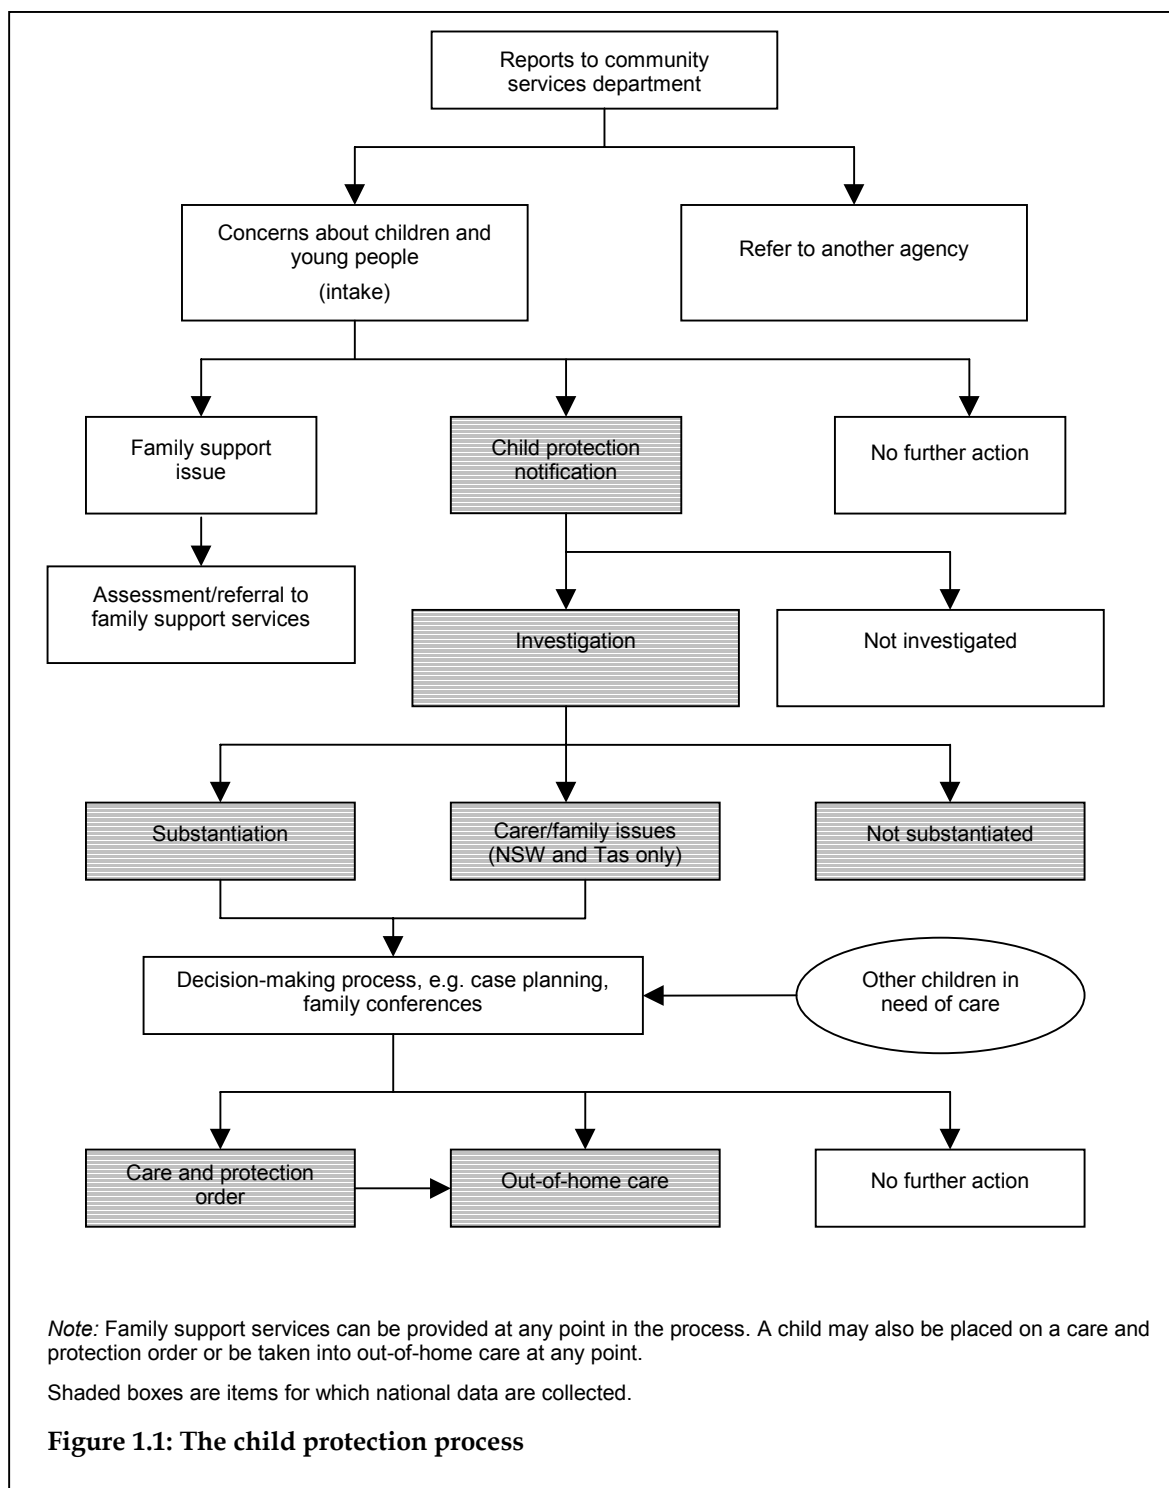 Reports to community
services department
Concerns about children and
young people
(intake)
Refer to another agency
Family support
issue
Child protection
notification
No further action
Assessment/referral to
family support services
Investigation
Not investigated
Substantiation
Carer/family issues
(NSW and Tas only)
Not substantiated
Decision-making process, e.g. case planning,
family conferences
Other children in
need of care
Care and protection
order
Out-of-home care
No further action
Note: Family support services can be provided at any point in the process. A child may also be placed on a care and
protection order or be taken into out-of-home care at any point.
Shaded boxes are items for which national data are collected.
Figure 1.1: The child protection process